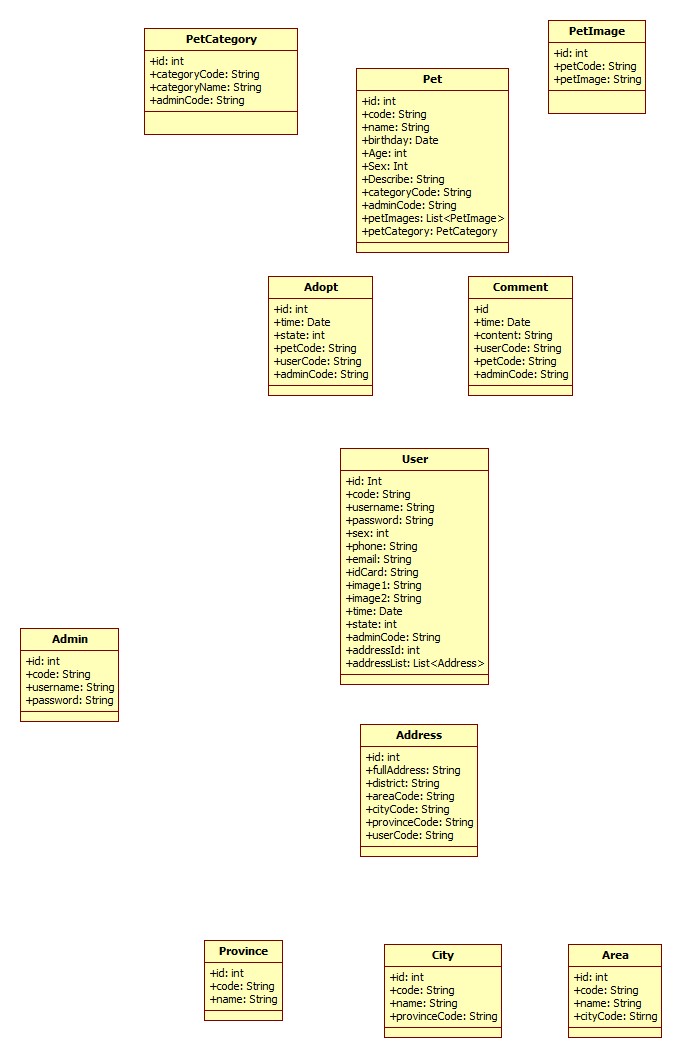 PetCategory
+id: int
+categoryCode: String
+categoryName: String
+adminCode: String
PetImage
+id: int
+petCode: String
+petImage: String
Pet
+id: int
+code: String
+name: String
+birthday: Date
+Age: int
+Sex: Int
+Describe: String
+categoryCode: String
+adminCode: String
+petImages: List<PetImage>
+petCategory: PetCategory
Adopt
+id: int
+time: Date
+state: int
+petCode: String
+userCode: String
+adminCode: String
Comment
+id
+time: Date
+content: String
+userCode: String
+petCode: String
+adminCode: String
User
+id: Int
+code: String
+username: String
+password: String
+sex: int
+phone: String
+email: String
+idCard: String
+image1: String
+image2: String
+time: Date
+state: int
+adminCode: String
+addressId: int
+addressList: List<Address>
Admin
+id: int
+code: String
+username: String
+password: String
Address
+id: int
+fullAddress: String
+district: String
+areaCode: String
+cityCode: String
+provinceCode: String
+userCode: String
Province
+id: int
+code: String
+name: String
City
+id: int
+code: String
+name: String
+provinceCode: String
Area
+id: int
+code: String
+name: String
+cityCode: String